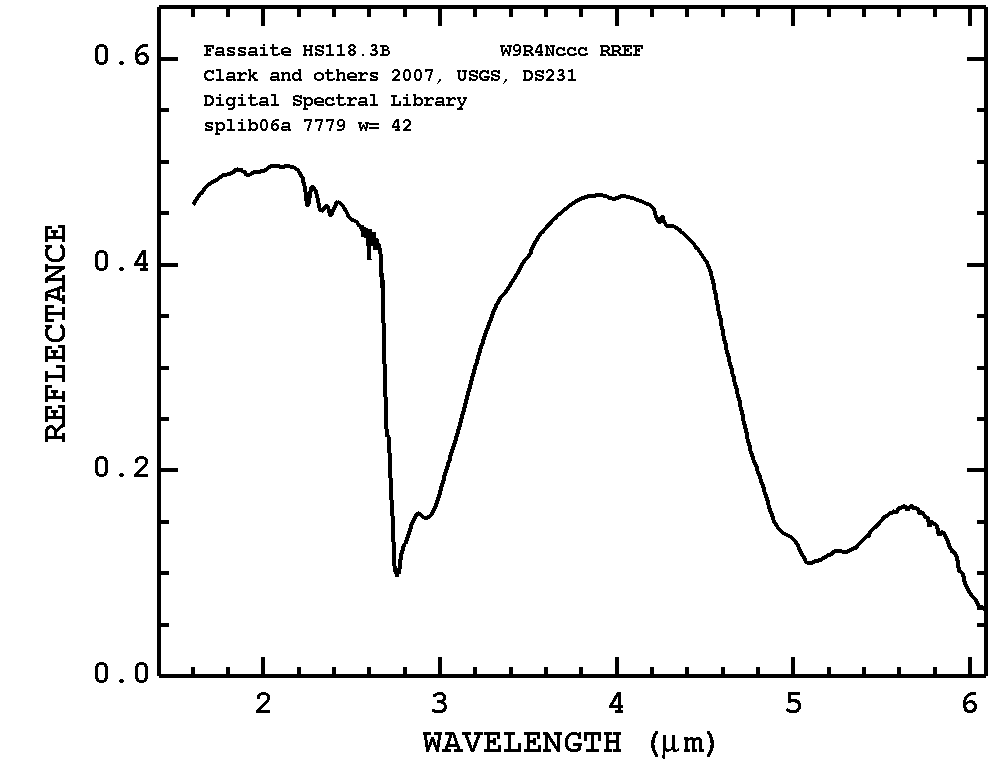 Fassaite HS118.3B W9R4Nccc RREF
Clark and others 2007, USGS, DS231
Digital Spectral Library
splib06a 7779 w= 42
REFLECTANCE
0.6
0.4
0.2
0.0
2 3 4 5 6
WAVELENGTH (μm)